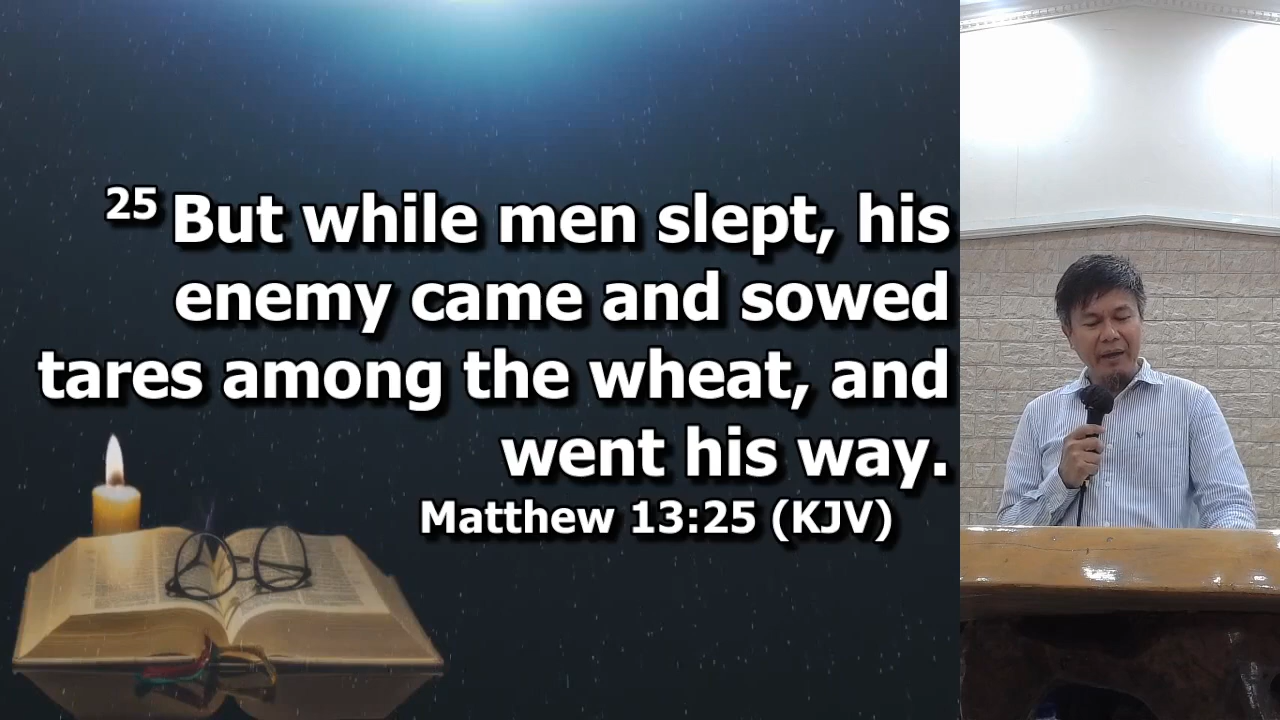 25 But while men slept, his
enemy came and sowed
tares among the wheat, and
went his way.
Matthew 13:25 (KJV)